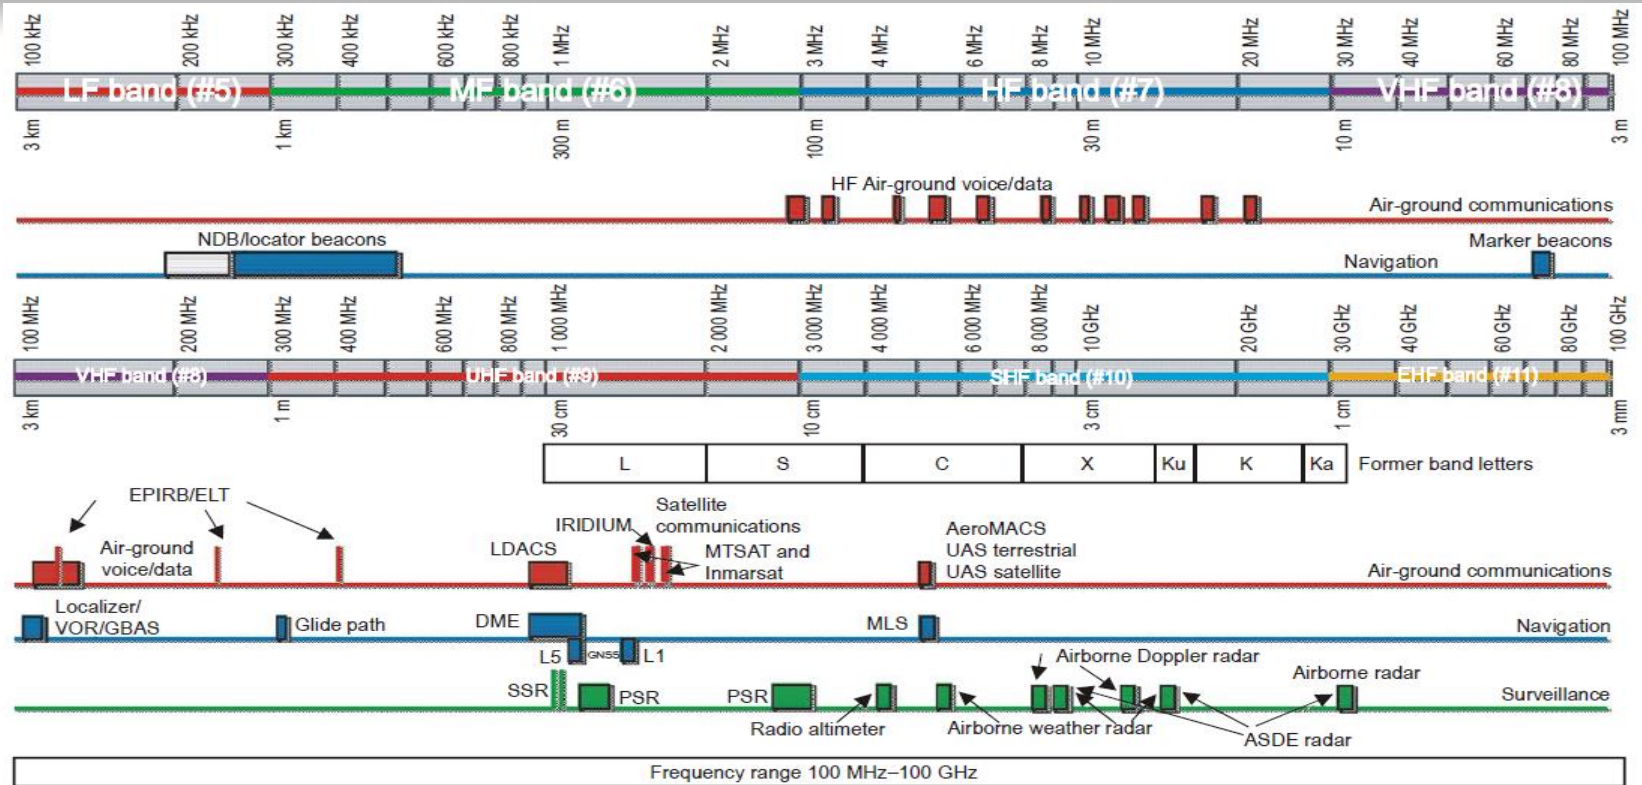 100 kHz 200 kHz 300 kHz 400 kHz 600 kHz 800 kHz 1 MHz 2 MHz 3 MHz 4 MHz 6 MHz 8 MHz 10 MHz 20 MHz 30 MHz 40 MHz 60 MHz 80 MHz 100 MHz
LF band (#5) MF band (#6) HF band (#7) VHF band (#8)
3 km 1 km 300 m 100 m 30 m 10 m 3 m
HF Air-ground voice/data
Air-ground communications
NDB/locator beacons
Marker beacons
Navigation
100 MHz 200 MHz 300 MHz 400 MHz 600 MHz 800 MHz 1 000 MHz 2 000 MHz 3 000 MHz 4 000 MHz 6 000 MHz 8 000 MHz 10 GHz 20 GHz 30 GHz 40 GHz 60 GHz 80 GHz 100 GHz
VHF band (#8) UHF band (#9) SHF band (#10) EHF band (#11)
3 km 1 m 30 cm 10 cm 3 cm 1 cm 3 mm
L S C X Ku K Ka Former band letters
EPIRB/ELT
Air-ground
voice/data
LDACS
IRIDIUM
Satellite
communications
MTSAT and
Inmarsat
AeroMACS
UAS terrestrial
UAS satellite
Air-ground communications
Localizer/
VOR/GBAS
Glide path
DME
MLS
Navigation
L5 GNSS L1
SSR
PSR
PSR
Airborne Doppler radar
Airborne radar
Surveillance
Radio altimeter
Airborne weather radar
ASDE radar
Frequency range 100 MHz–100 GHz